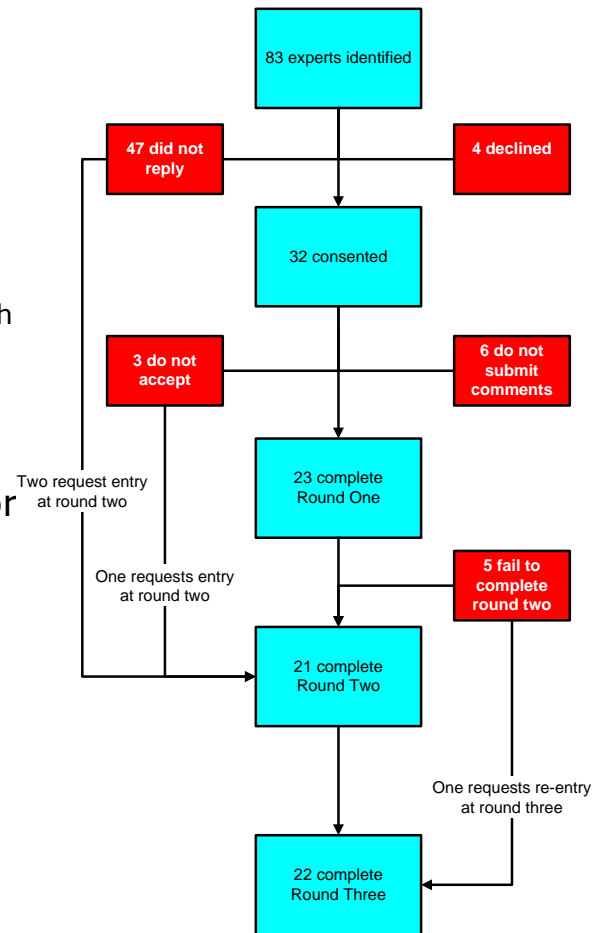 83 experts identified
47 did not
reply
4 declined
32 consented
h
3 do not
accept
6 do not
submit
comments
23 complete
Round One
Two request entry
at round two
or
One requests entry
at round two
5 fail to
complete
round two
21 complete
Round Two
One requests re-entry
at round three
22 complete
Round Three